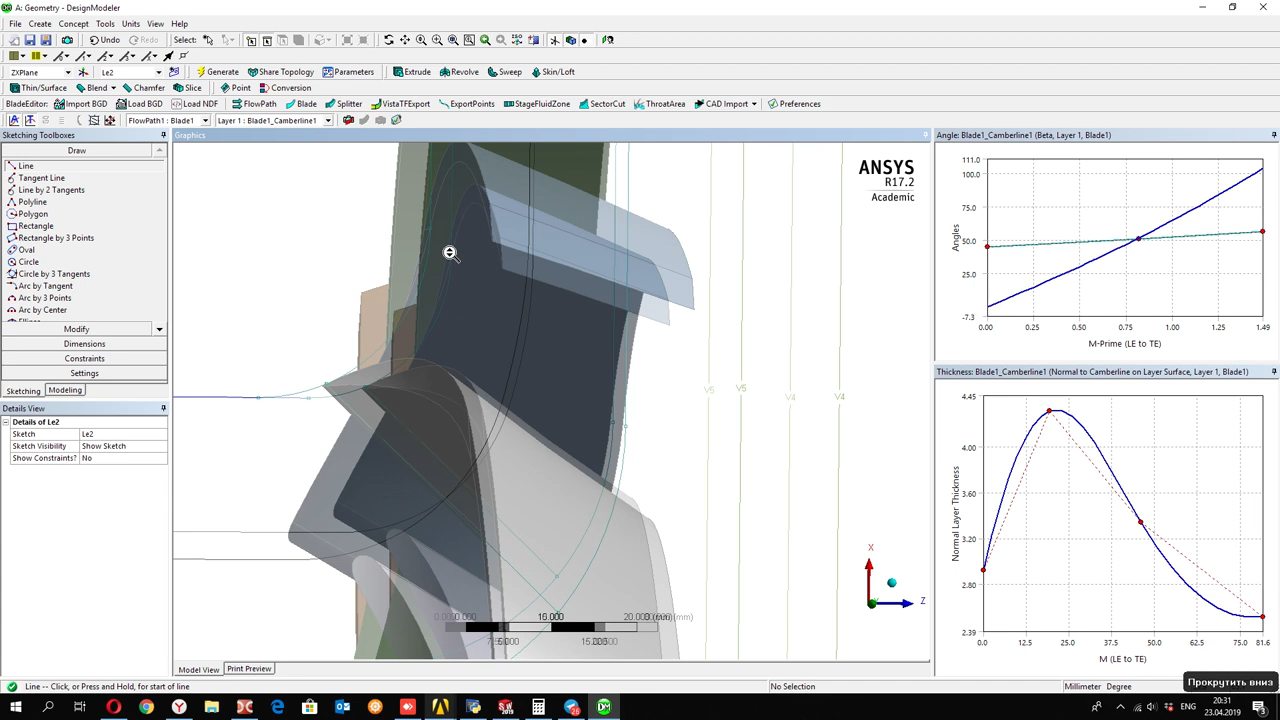 A: Geometry - DesignModeler
File Create Concept Tools Units View Help
Undo Redo Select:
ZXPlane Le2 Generate Share Topology Parameters Extrude Revolve Sweep Skin/Loft
Thin/Surface Blend Chamfer Slice Point Conversion
BladeEditor: Import BGD Load BGD Load NDF FlowPath Blade Splitter VistaTFExport ExportPoints StageFluidZone SectorCut ThroatArea CAD Import Preferences
FlowPath1 : Blade1 Layer 1 : Blade1_Camberline1
Sketching Toolboxes
Draw
Line
Tangent Line
Line by 2 Tangents
Polyline
Polygon
Rectangle
Rectangle by 3 Points
Oval
Circle
Circle by 3 Tangents
Arc by Tangent
Arc by 3 Points
Arc by Center
Modify
Dimensions
Constraints
Settings
Sketching Modeling
Details View
Details of Le2
Sketch Le2
Sketch Visibility Show Sketch
Show Constraints? No
Graphics
ANSYS
R17.2
Academic
V5 V5 V4 V4
X
Z
10.000
Model View Print Preview
Angle: Blade1_Camberline1 (Beta, Layer 1, Blade1)
Angles
111.0
100.0
75.0
50.0
25.0
-7.3
0.00 0.25 0.50 0.75 1.00 1.25 1.49
M-Prime (LE to TE)
Thickness: Blade1_Camberline1 (Normal to Camberline on Layer Surface, Layer 1, Blade1)
Normal Layer Thickness
4.45
4.00
3.60
3.20
2.80
2.39
0.0 12.5 25.0 37.5 50.0 62.5 75.0 81.6
M (LE to TE)
Прокрутить вниз
Line -- Click, or Press and Hold, for start of line No Selection Millimeter Degree
ENG
20:31
23.04.2019